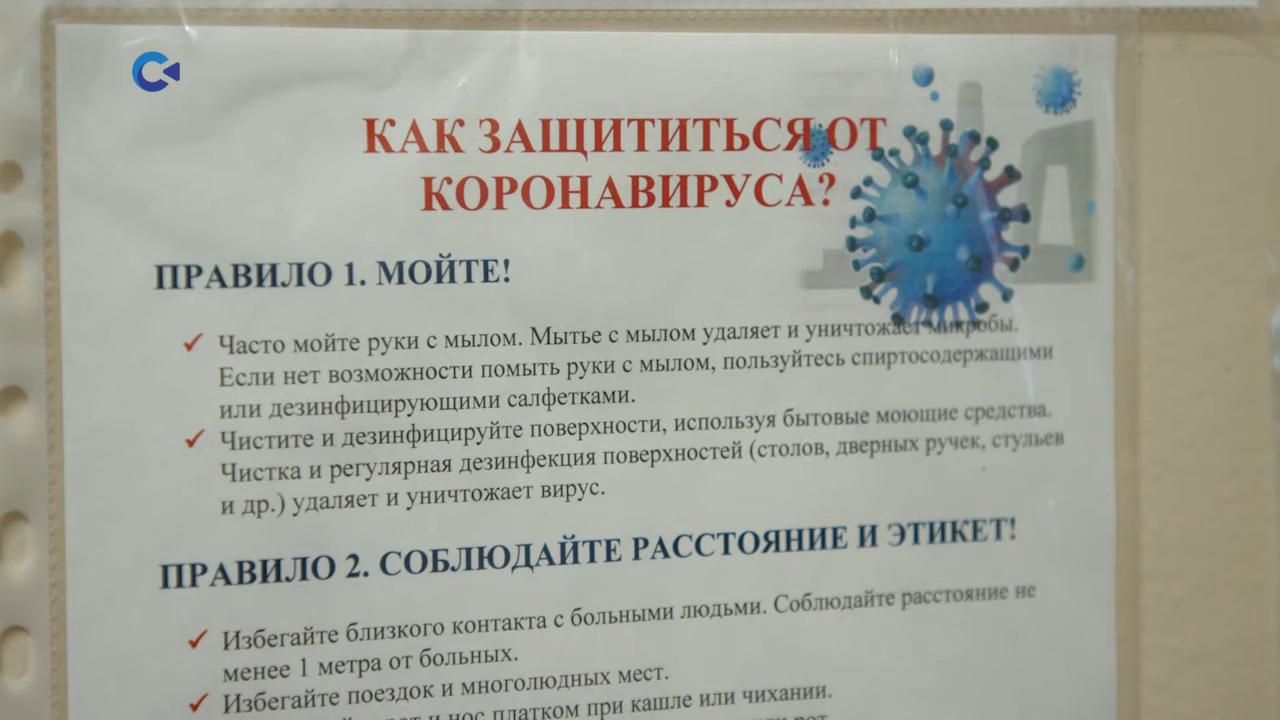 КАК ЗАЩИТИТЬСЯ ОТ
КОРОНАВИРУСА?
ПРАВИЛО 1. МОЙТЕ!
Часто мойте руки с мылом. Мытье с мылом удаляет и уничтожает микробы.
Если нет возможности помыть руки с мылом, пользуйтесь спиртосодержащими
или дезинфицирующими салфетками.
Чистите и дезинфицируйте поверхности, используя бытовые моющие средства.
Чистка и регулярная дезинфекция поверхностей (столов, дверных ручек, стульев
и др.) удаляет и уничтожает вирус.
ПРАВИЛО 2. СОБЛЮДАЙТЕ РАССТОЯНИЕ И ЭТИКЕТ!
Избегайте близкого контакта с больными людьми. Соблюдайте расстояние не
менее 1 метра от больных.
Избегайте поездок и многолюдных мест.
и нос платком при кашле или чихании.